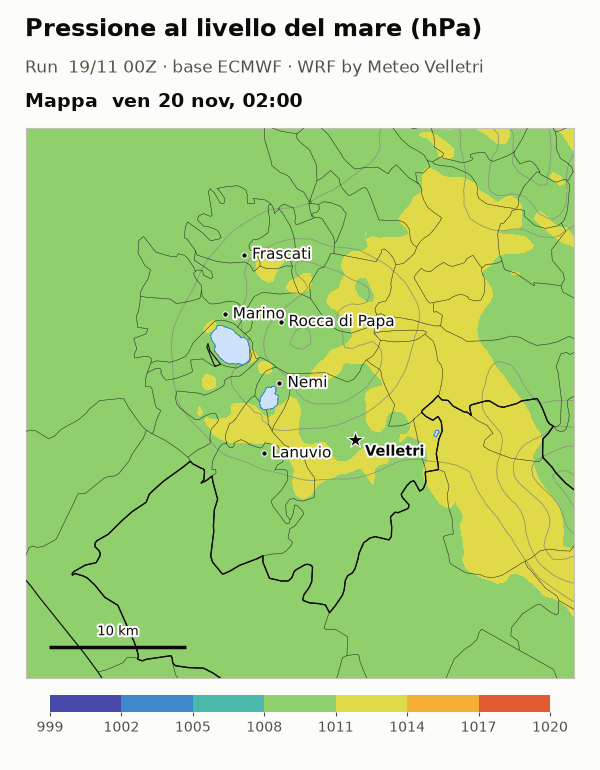 Pressione al livello del mare (hPa)
Run  19/11 00Z · base ECMWF · WRF by Meteo Velletri
Mappa  ven 20 nov, 02:00
Frascati
Marino
Rocca di Papa
Nemi
Velletri
Lanuvio
10 km
999 1002 1005 1008 1011 1014 1017 1020